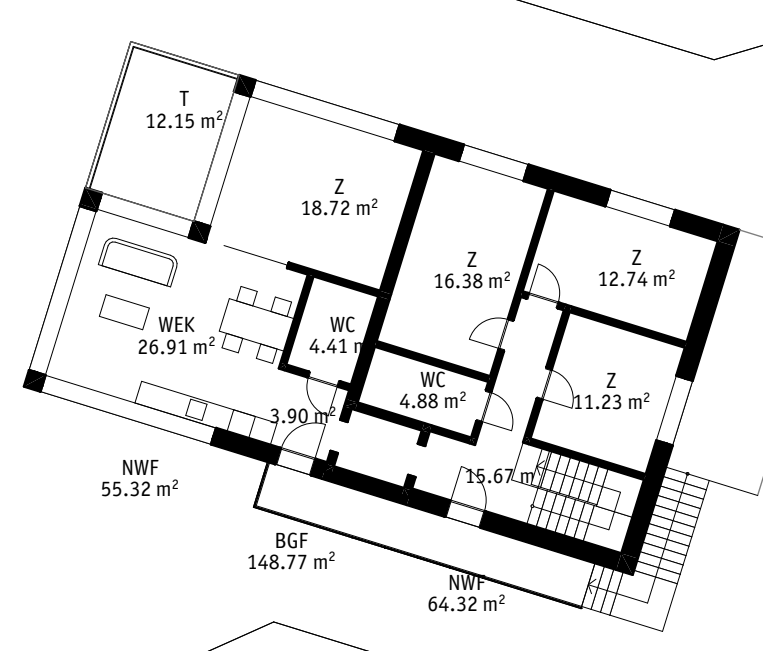 T
12.15 m²
Z
18.72 m²
Z
16.38 m²
Z
12.74 m²
WEK
26.91 m²
WC
4.41 m
WC
4.88 m²
Z
11.23 m²
3.90 m²
15.67 m
NWF
55.32 m²
BGF
148.77 m²
NWF
64.32 m²